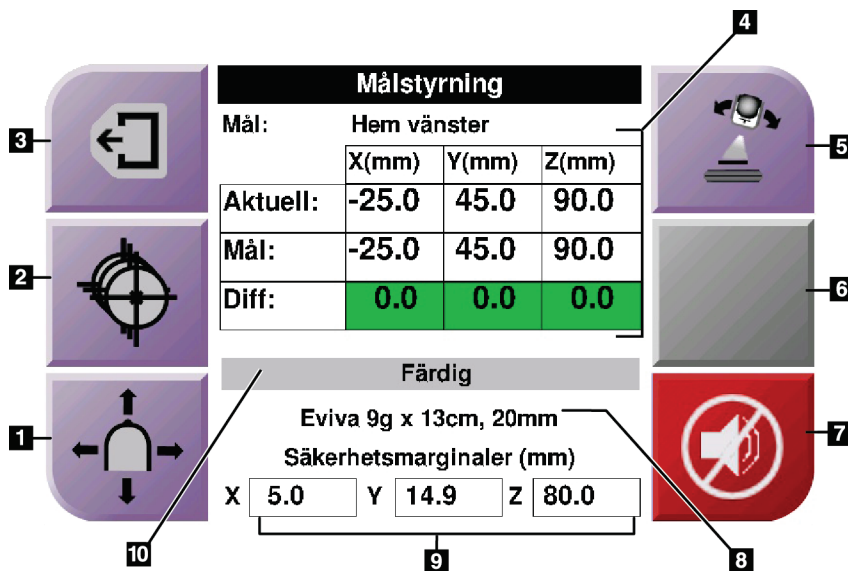 4
Målstyrning
Mål: Hem vänster
3
5
X(mm) Y(mm) Z(mm)
Aktuell: -25.0 45.0 90.0
Mål: -25.0 45.0 90.0
2
6
Diff: 0.0 0.0 0.0
Färdig
Eviva 9g x 13cm, 20mm
1
7
Säkerhetsmarginaler (mm)
X 5.0 Y 14.9 Z 80.0
10
9
8